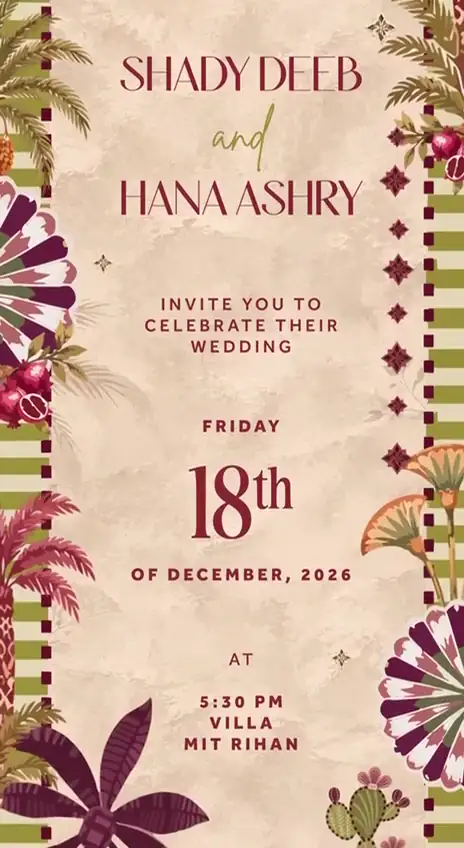 SHADY DEEB
and
HANA ASHRY
INVITE YOU TO
CELEBRATE THEIR
WEDDING
FRIDAY
18th
OF DECEMBER, 2026
AT
5:30 PM
VILLA
MIT RIHAN